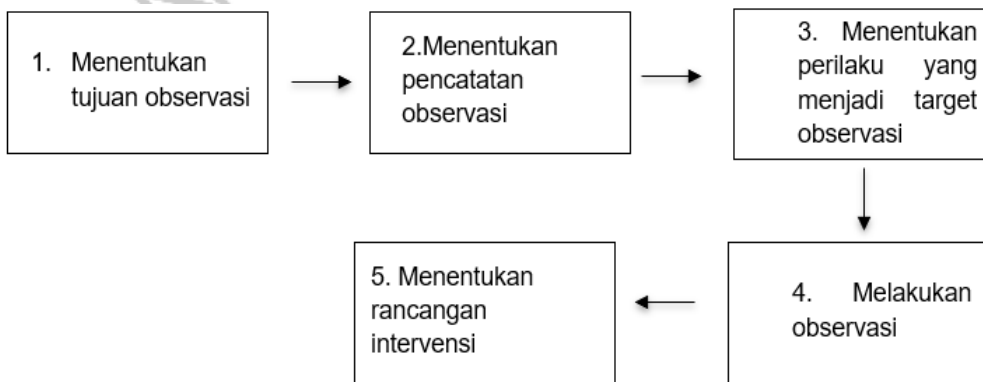 1. Menentukan
tujuan observasi
2.Menentukan
pencatatan
observasi
3. Menentukan
perilaku yang
menjadi target
observasi
4. Melakukan
observasi
5. Menentukan
rancangan
intervensi